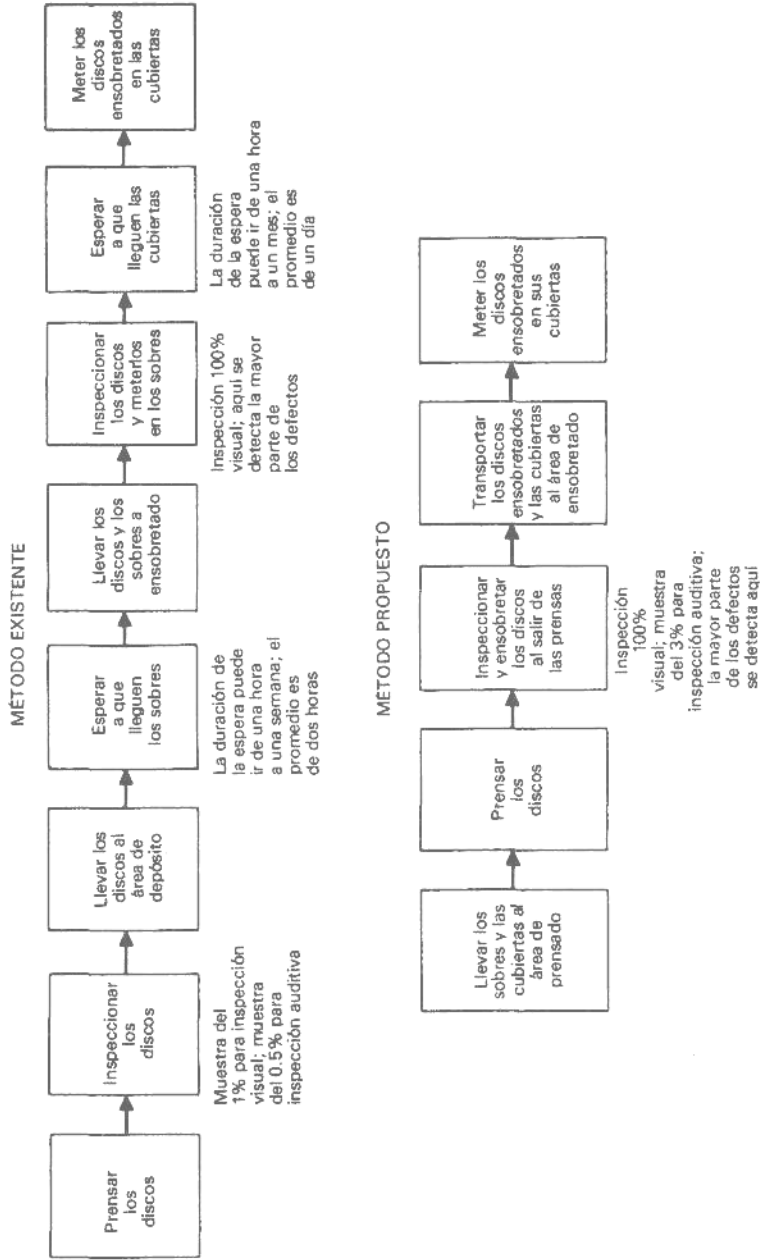 MÉTODO EXISTENTE
Prensar
los
discos
Inspeccionar
los
discos
Muestra del
1% para inspección
visual; muestra
del 0.5% para
inspección auditiva
Llevar los
discos al
área de
depósito
Esperar
a que
lleguen
los sobres
La duración de
la espera puede
ir de una hora
a una semana; el
promedio es
de dos horas
Llevar los
discos y los
sobres a
ensobretado
Inspeccionar
los discos
y meterlos
en los sobres
Inspección 100%
visual; aquí se
detecta la mayor
parte de
los defectos
Esperar
a que
lleguen las
cubiertas
La duración
de la espera
puede ir de una hora
a un mes; el
promedio es
de un día
Meter los
discos
ensobretados
en las
cubiertas
MÉTODO PROPUESTO
Llevar los
sobres y las
cubiertas al
área de
prensado
Prensar
los
discos
Inspeccionar
y ensobretar
los discos
al salir de
las prensas
Inspección
100%
visual; muestra
del 3% para
inspección auditiva;
la mayor parte
de los defectos
se detecta aquí
Transportar
los discos
ensobretados
y las cubiertas
al área de
ensobretado
Meter los
discos
ensobretados
en sus
cubiertas